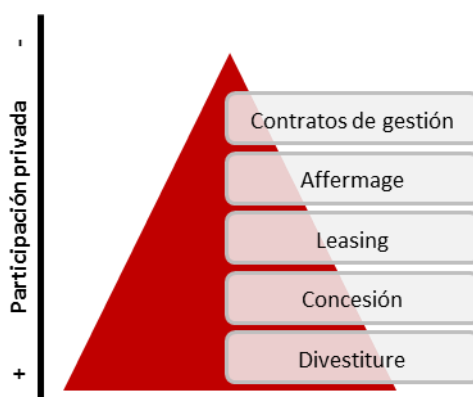 -
Participación privada
+
Contratos de gestión
Affermage
Leasing
Concesión
Divestiture